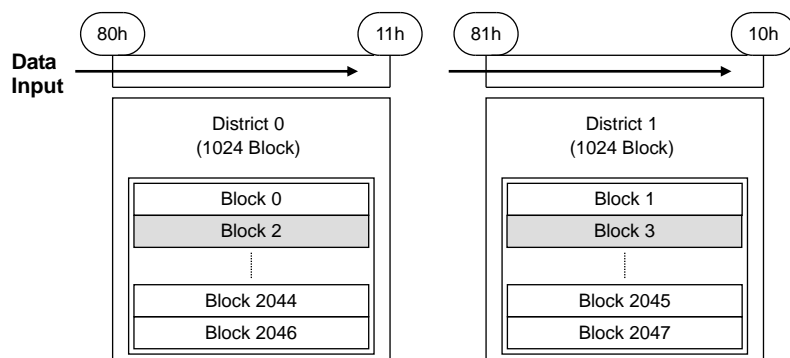 80h
11h
81h
10h
Data
Input
District 0
(1024 Block)
District 1
(1024 Block)
Block 0
Block 2
Block 2044
Block 2046
Block 1
Block 3
Block 2045
Block 2047